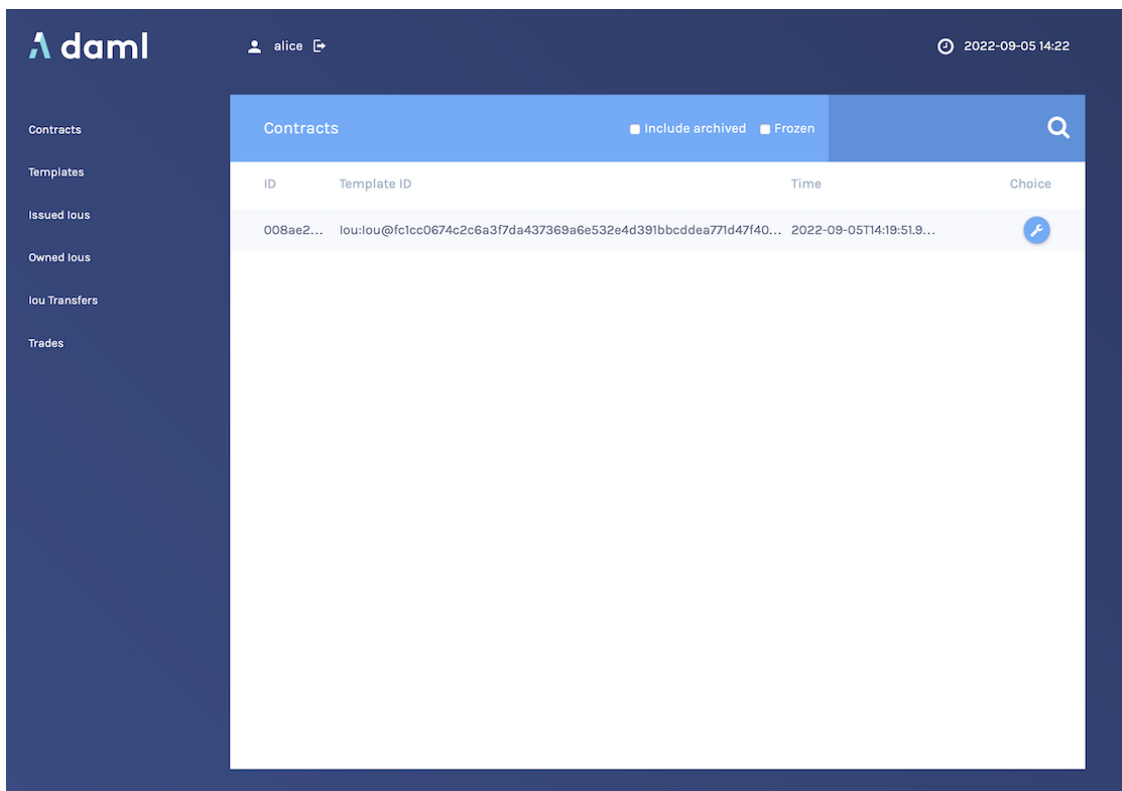 daml
alice
2022-09-05 14:22
Contracts
Templates
Issued Ious
Owned Ious
Iou Transfers
Trades
Contracts Include archived Frozen
ID Template ID Time Choice
008ae2... Iou:Iou@fc1cc0674c2c6a3f7da437369a6e532e4d391bbcddea771d47f40... 2022-09-05T14:19:51.9...